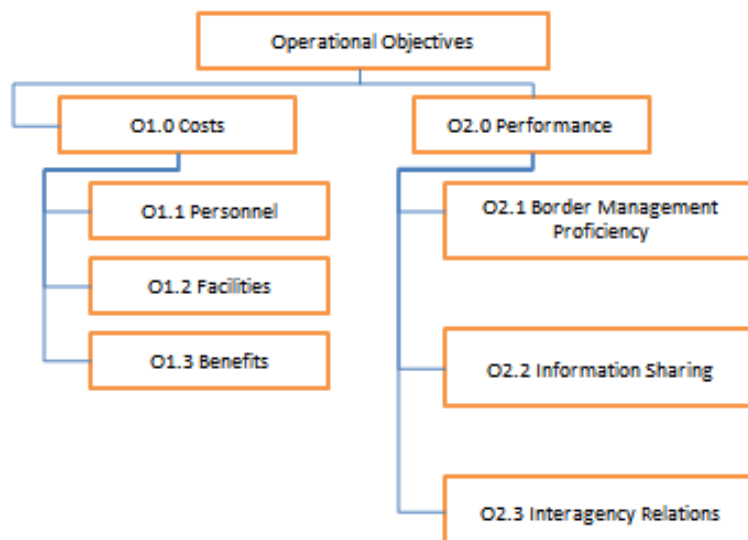 Operational Objectives
O1.0 Costs
O1.1 Personnel
O1.2 Facilities
O1.3 Benefits
O2.0 Performance
O2.1 Border Management
Proficiency
O2.2 Information Sharing
O2.3 Interagency Relations